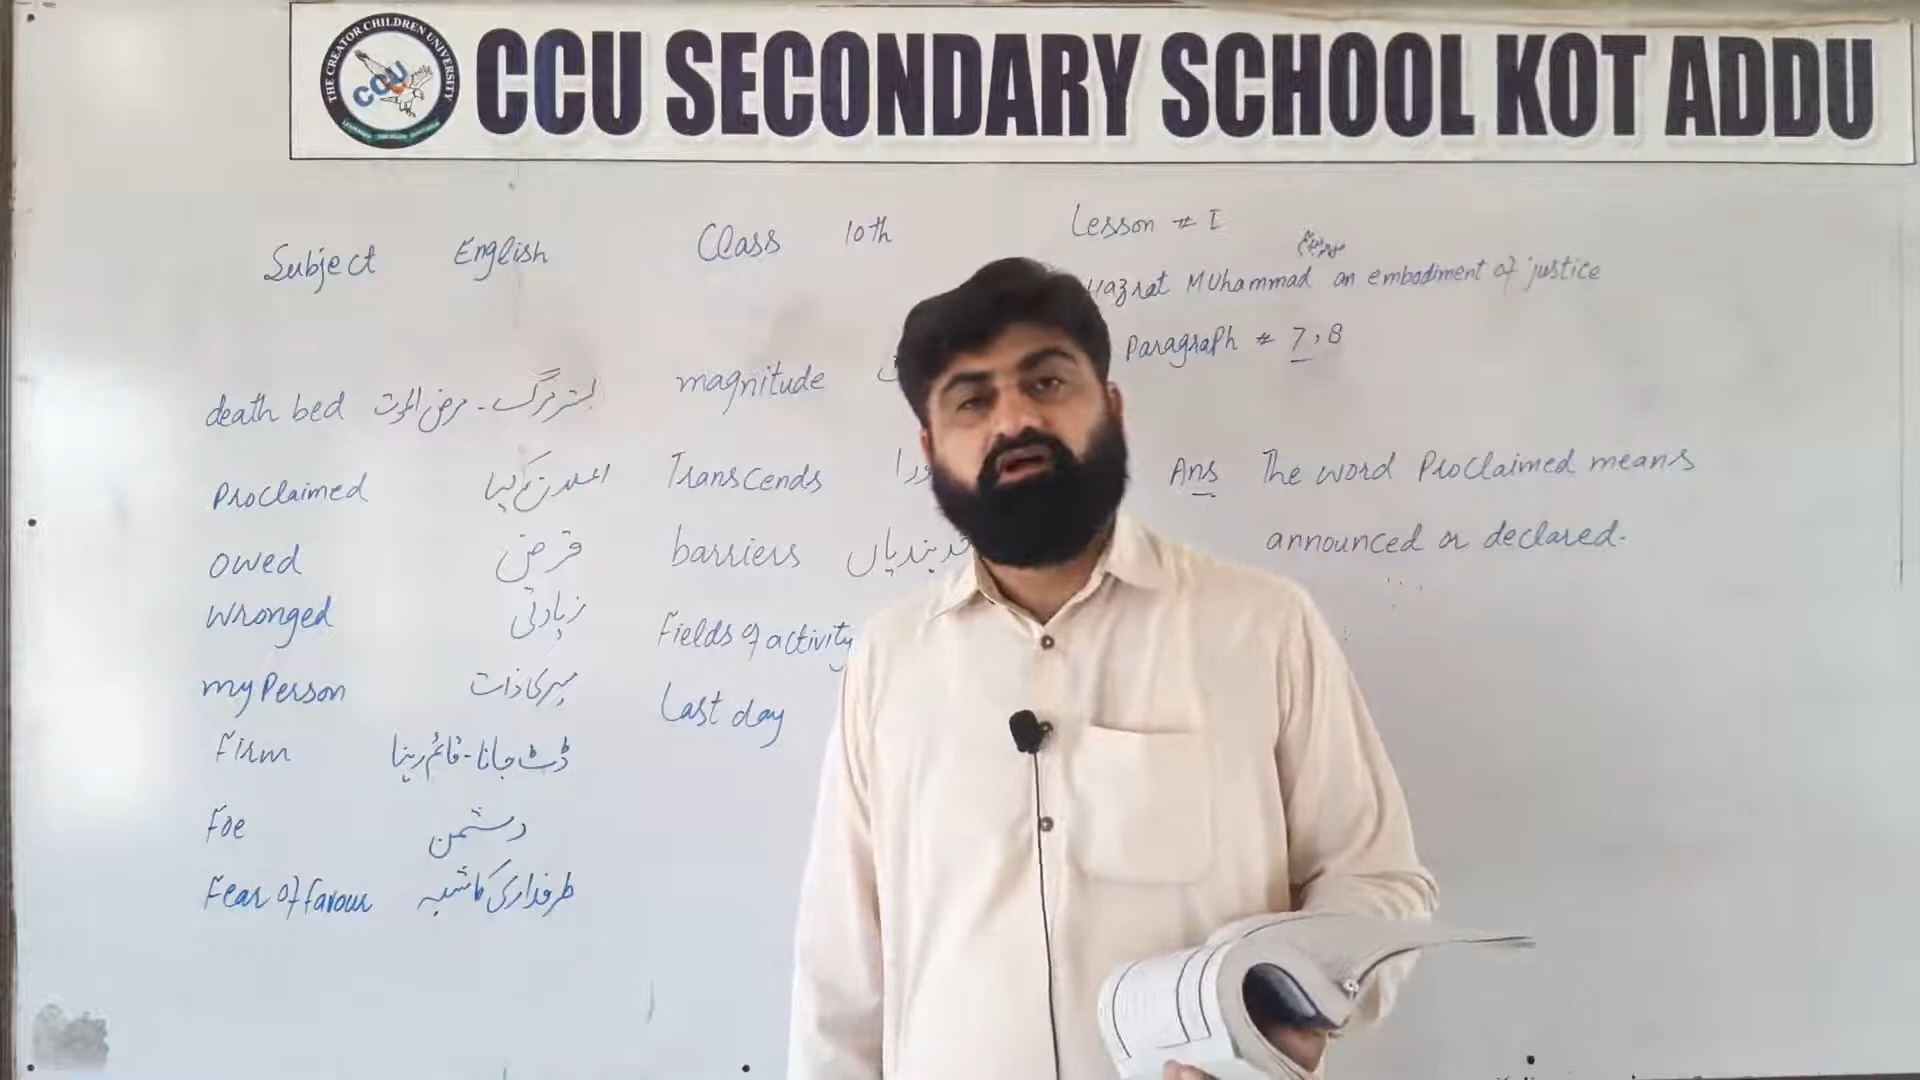 THE CREATOR CHILDREN UNIVERSITY
CCU
CCU SECONDARY SCHOOL KOT ADDU
Subject English Class 10th Lesson # I
Hazrat MUhammad an embodiment of justice
Paragraph # 7,8
death bed بستر مرگ - مرض الموت magnitude
Proclaimed اعلان کیا Transcends
Ans The word Proclaimed means
announced or declared.
owed قرض barriers حد بندیاں
wronged زیادتی Fields of activity
my Person میری ذات Last day
Firm ڈٹ جانا - قائم رہنا
Foe دشمن
Fear of favour طرفداری کا شبہ